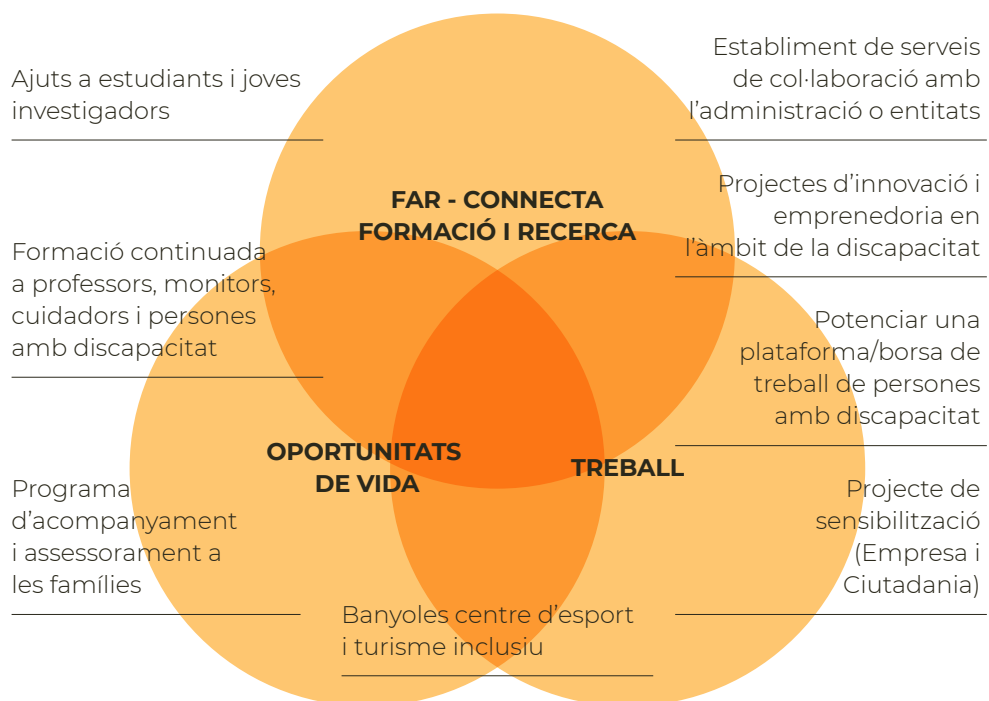 Ajuts a estudiants i joves
investigadors
Establiment de serveis
de col·laboració amb
l’administració o entitats
FAR - CONNECTA
FORMACIÓ I RECERCA
Projectes d’innovació i
emprenedoria en
l’àmbit de la discapacitat
Formació continuada
a professors, monitors,
cuidadors i persones
amb discapacitat
Potenciar una
plataforma/borsa de
treball de persones
amb discapacitat
OPORTUNITATS
DE VIDA
TREBALL
Programa
d’acompanyament
i assessorament a
les famílies
Projecte de
sensibilització
(Empresa i
Ciutadania)
Banyoles centre d’esport
i turisme inclusiu